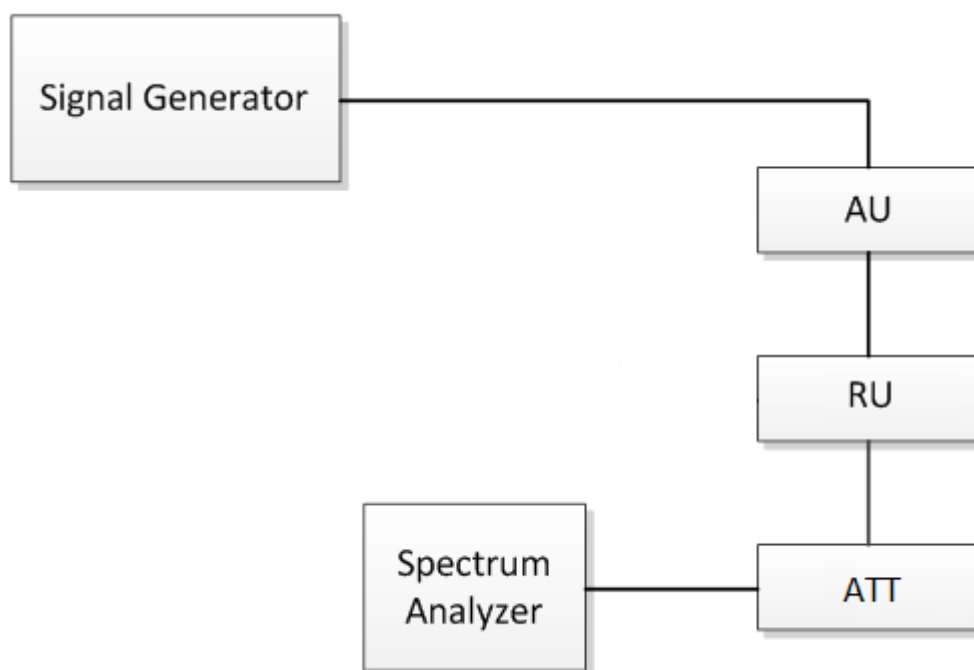 Signal Generator
AU
RU
Spectrum
Analyzer
ATT